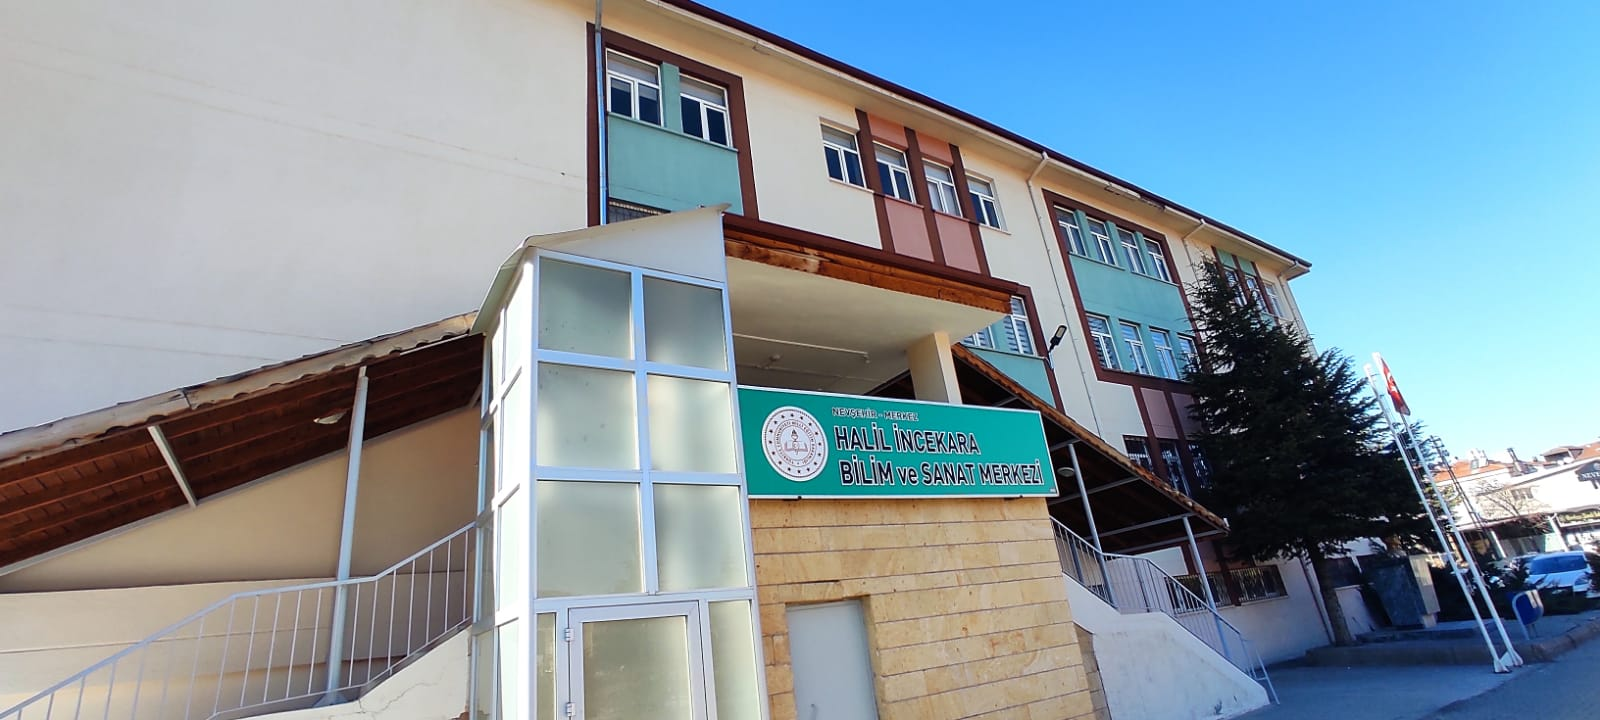 NEVŞEHİR - MERKEZ
HALİL İNCEKARA
BİLİM ve SANAT MERKEZİ